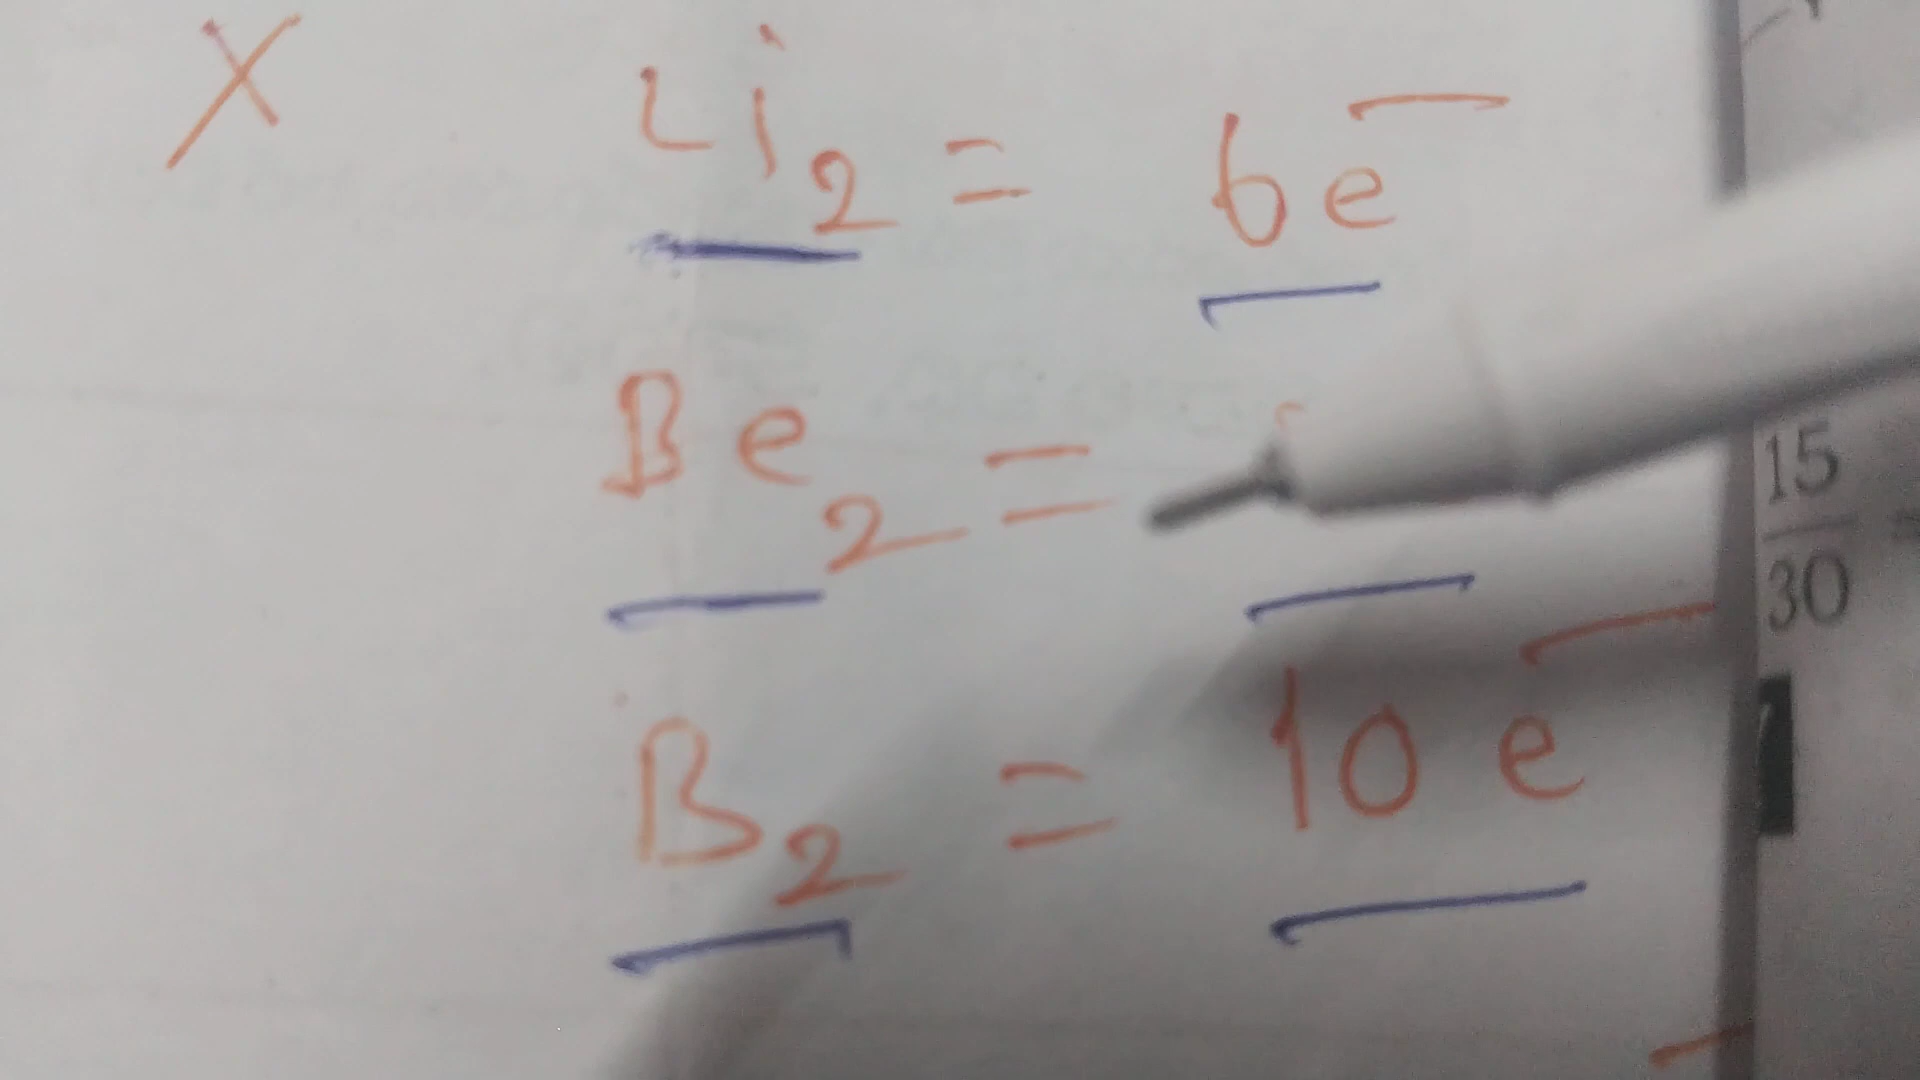 X Li₂ = 6e⁻
Be₂ =
B₂ = 10e⁻
15
30